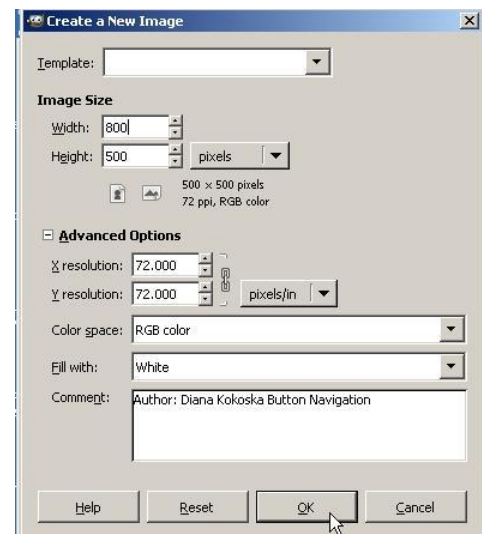 Create a New Image
Template:
Image Size
Width: 800
Height: 500 pixels
500 × 500 pixels
72 ppi, RGB color
Advanced Options
X resolution: 72.000
Y resolution: 72.000 pixels/in
Color space: RGB color
Fill with: White
Comment: Author: Diana Kokoska Button Navigation
Help Reset OK Cancel